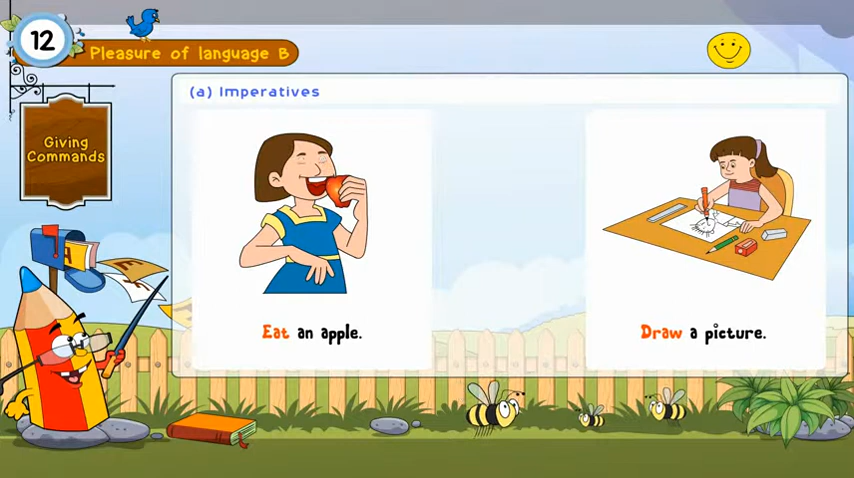 12
Pleasure of language B
(a) Imperatives
Giving
Commands
Eat an apple.
Draw a picture.